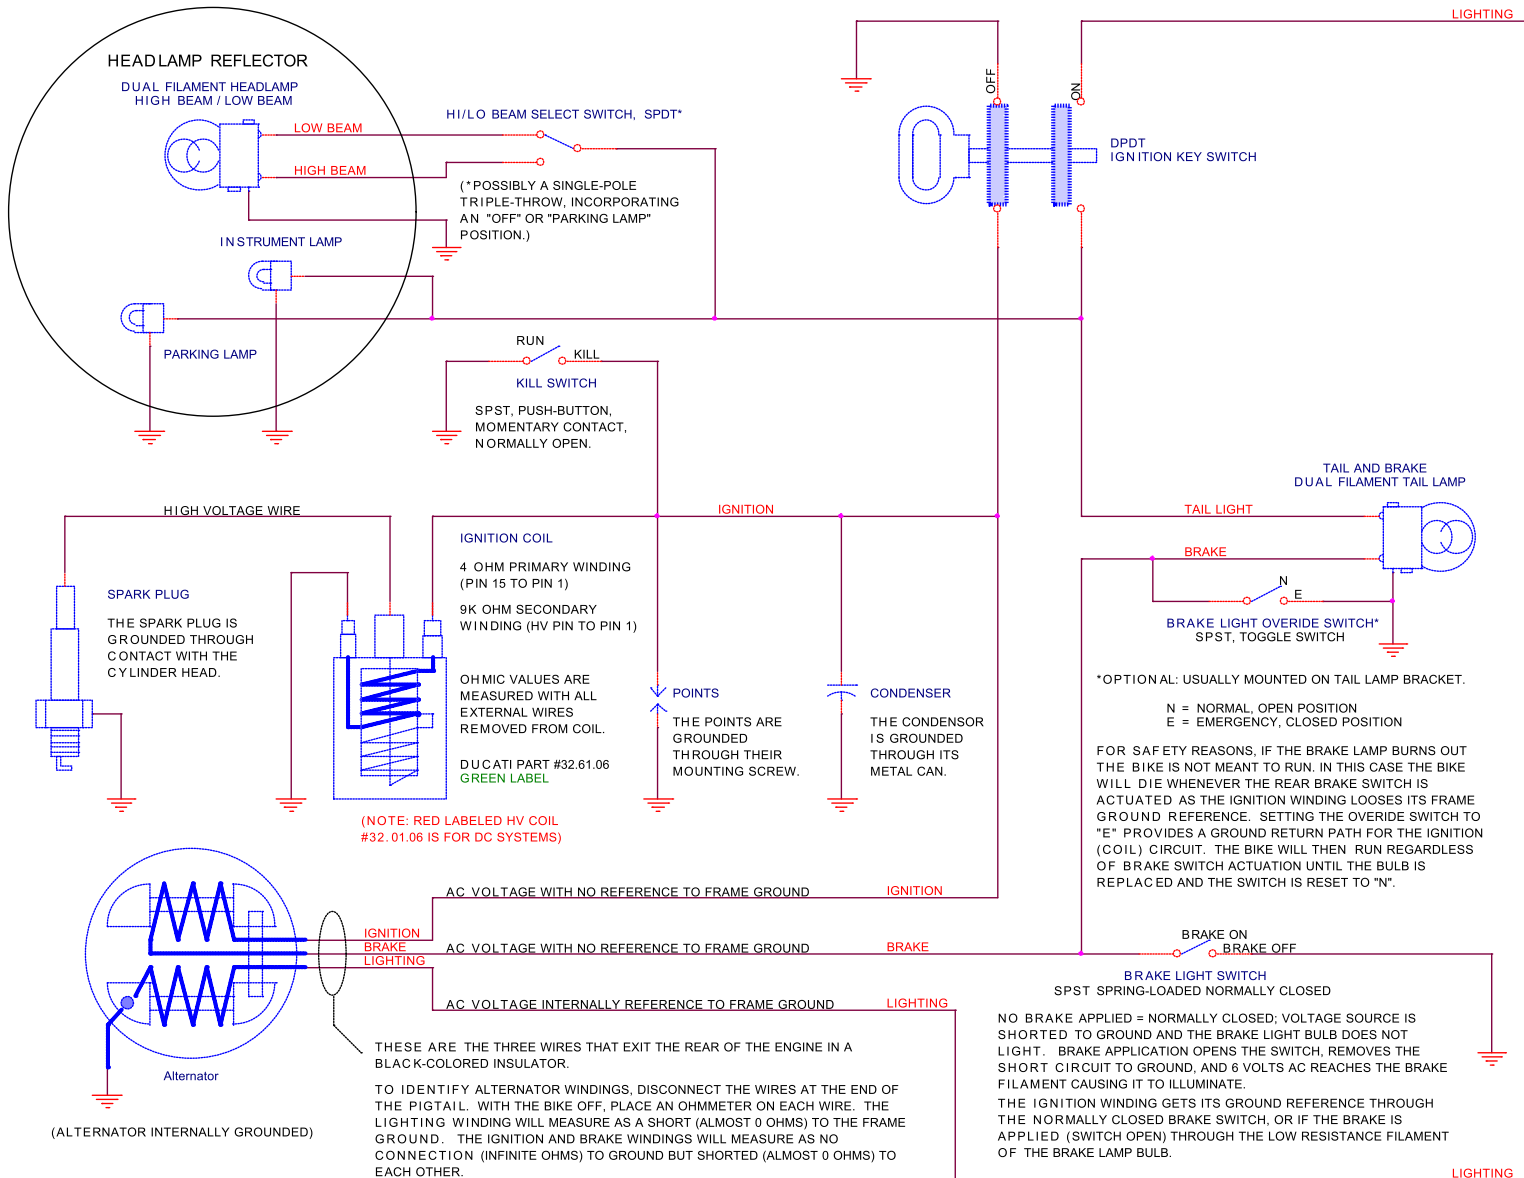 LIGHTING
HEADLAMP REFLECTOR
DUAL FILAMENT HEADLAMP
HIGH BEAM / LOW BEAM
LOW BEAM
HIGH BEAM
HI/LO BEAM SELECT SWITCH, SPDT*
(*POSSIBLY A SINGLE-POLE
TRIPLE-THROW, INCORPORATING
AN "OFF" OR "PARKING LAMP"
POSITION.)
INSTRUMENT LAMP
PARKING LAMP
OFF
ON
DPDT
IGNITION KEY SWITCH
RUN
KILL
KILL SWITCH
SPST, PUSH-BUTTON,
MOMENTARY CONTACT,
NORMALLY OPEN.
TAIL AND BRAKE
DUAL FILAMENT TAIL LAMP
TAIL LIGHT
BRAKE
N
E
BRAKE LIGHT OVERIDE SWITCH*
SPST, TOGGLE SWITCH
*OPTIONAL: USUALLY MOUNTED ON TAIL LAMP BRACKET.
N = NORMAL, OPEN POSITION
E = EMERGENCY, CLOSED POSITION
FOR SAFETY REASONS, IF THE BRAKE LAMP BURNS OUT
THE BIKE IS NOT MEANT TO RUN. IN THIS CASE THE BIKE
WILL DIE WHENEVER THE REAR BRAKE SWITCH IS
ACTUATED AS THE IGNITION WINDING LOOSES ITS FRAME
GROUND REFERENCE. SETTING THE OVERIDE SWITCH TO
"E" PROVIDES A GROUND RETURN PATH FOR THE IGNITION
(COIL) CIRCUIT. THE BIKE WILL THEN RUN REGARDLESS
OF BRAKE SWITCH ACTUATION UNTIL THE BULB IS
REPLACED AND THE SWITCH IS RESET TO "N".
HIGH VOLTAGE WIRE
IGNITION
SPARK PLUG
THE SPARK PLUG IS
GROUNDED THROUGH
CONTACT WITH THE
CYLINDER HEAD.
IGNITION COIL
4 OHM PRIMARY WINDING
(PIN 15 TO PIN 1)
9K OHM SECONDARY
WINDING (HV PIN TO PIN 1)
OHMIC VALUES ARE
MEASURED WITH ALL
EXTERNAL WIRES
REMOVED FROM COIL.
DUCATI PART #32.61.06
GREEN LABEL
(NOTE: RED LABELED HV COIL
#32.01.06 IS FOR DC SYSTEMS)
POINTS
THE POINTS ARE
GROUNDED
THROUGH THEIR
MOUNTING SCREW.
CONDENSER
THE CONDENSOR
IS GROUNDED
THROUGH ITS
METAL CAN.
AC VOLTAGE WITH NO REFERENCE TO FRAME GROUND
IGNITION
IGNITION
BRAKE
LIGHTING
AC VOLTAGE WITH NO REFERENCE TO FRAME GROUND
BRAKE
AC VOLTAGE INTERNALLY REFERENCE TO FRAME GROUND
LIGHTING
BRAKE ON
BRAKE OFF
BRAKE LIGHT SWITCH
SPST SPRING-LOADED NORMALLY CLOSED
NO BRAKE APPLIED = NORMALLY CLOSED; VOLTAGE SOURCE IS
SHORTED TO GROUND AND THE BRAKE LIGHT BULB DOES NOT
LIGHT. BRAKE APPLICATION OPENS THE SWITCH, REMOVES THE
SHORT CIRCUIT TO GROUND, AND 6 VOLTS AC REACHES THE BRAKE
FILAMENT CAUSING IT TO ILLUMINATE.
THE IGNITION WINDING GETS ITS GROUND REFERENCE THROUGH
THE NORMALLY CLOSED BRAKE SWITCH, OR IF THE BRAKE IS
APPLIED (SWITCH OPEN) THROUGH THE LOW RESISTANCE FILAMENT
OF THE BRAKE LAMP BULB.
Alternator
(ALTERNATOR INTERNALLY GROUNDED)
THESE ARE THE THREE WIRES THAT EXIT THE REAR OF THE ENGINE IN A
BLACK-COLORED INSULATOR.
TO IDENTIFY ALTERNATOR WINDINGS, DISCONNECT THE WIRES AT THE END OF
THE PIGTAIL. WITH THE BIKE OFF, PLACE AN OHMMETER ON EACH WIRE. THE
LIGHTING WINDING WILL MEASURE AS A SHORT (ALMOST 0 OHMS) TO THE FRAME
GROUND. THE IGNITION AND BRAKE WINDINGS WILL MEASURE AS NO
CONNECTION (INFINITE OHMS) TO GROUND BUT SHORTED (ALMOST 0 OHMS) TO
EACH OTHER.
LIGHTING